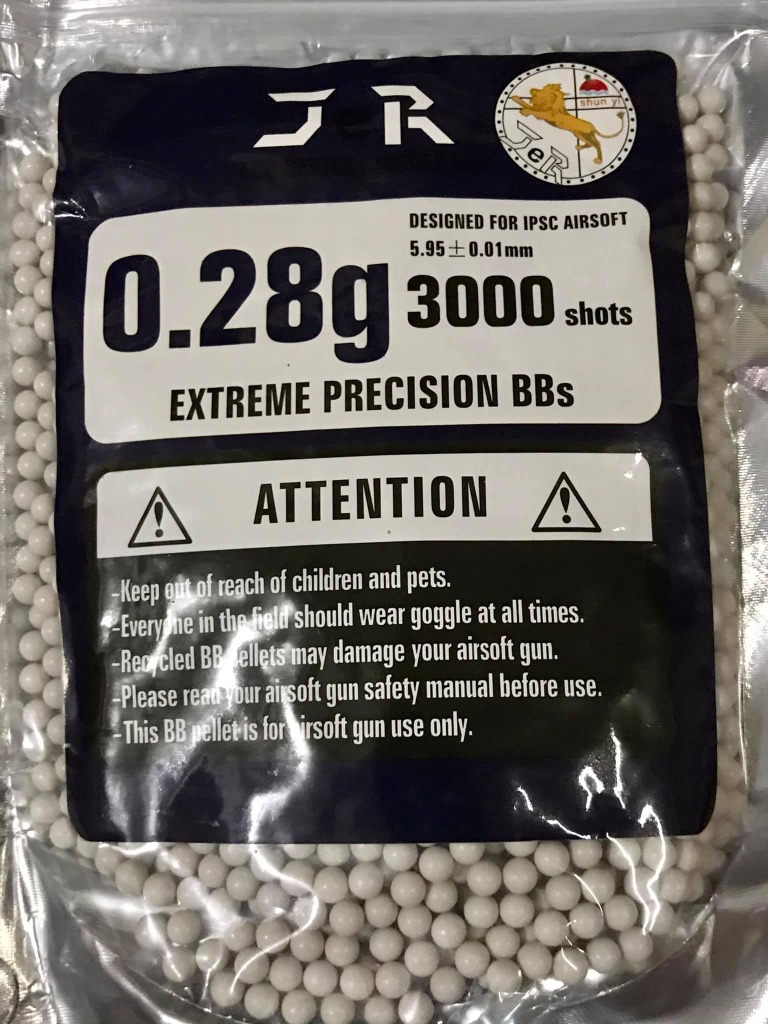 JR
shun yi
JeR
DESIGNED FOR IPSC AIRSOFT
5.95±0.01mm
0.28g 3000 shots
EXTREME PRECISION BBs
ATTENTION
-Keep out of reach of children and pets.
-Everyone in the field should wear goggle at all times.
-Recycled BB pellets may damage your airsoft gun.
-Please read your airsoft gun safety manual before use.
-This BB pellet is for airsoft gun use only.